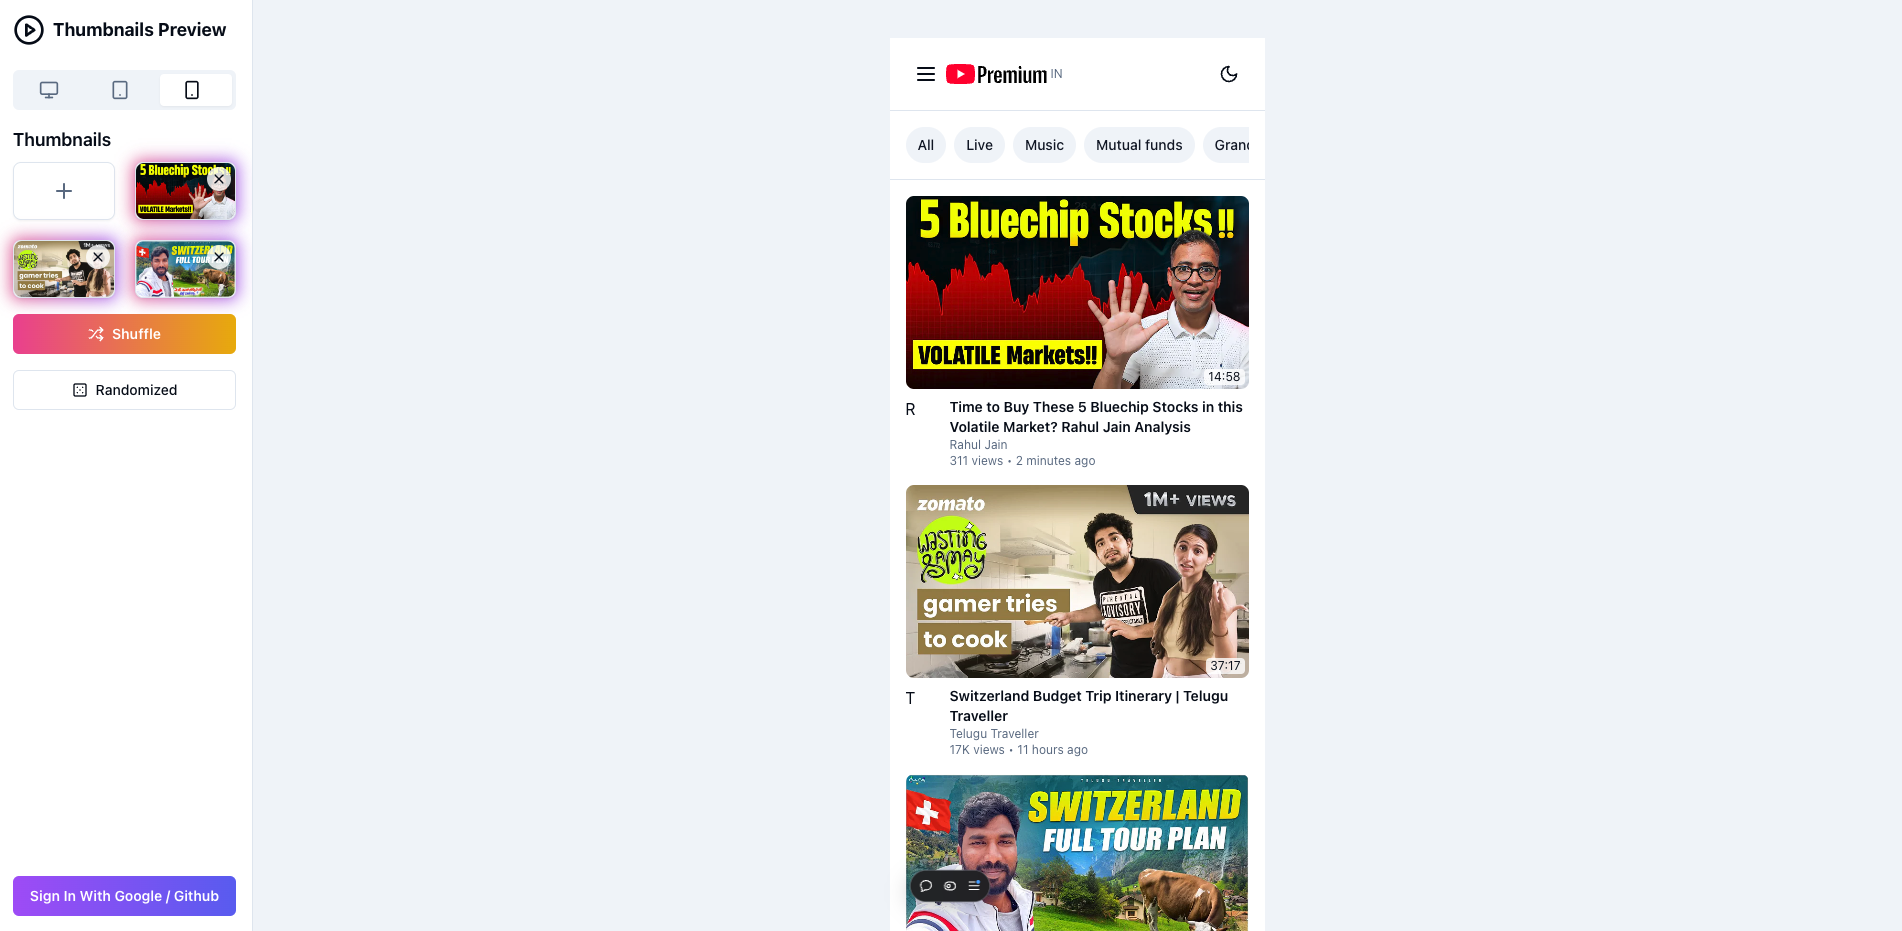 Thumbnails Preview
Thumbnails
5 Bluechip Stocks !!
VOLATILE Markets!!
zomato
gamer tries
to cook
SWITZERLAND
FULL TOUR
Shuffle
Randomized
Sign In With Google / Github
Premium IN
All
Live
Music
Mutual funds
Grand
5 Bluechip Stocks !!
VOLATILE Markets!!
14:58
R
Time to Buy These 5 Bluechip Stocks in this
Volatile Market? Rahul Jain Analysis
Rahul Jain
311 views • 2 minutes ago
zomato
1M+ VIEWS
WASTING
SAMAY
PARENTAL
ADVISORY
gamer tries
to cook
37:17
T
Switzerland Budget Trip Itinerary | Telugu
Traveller
Telugu Traveller
17K views • 11 hours ago
TELUGU TRAVELLER
SWITZERLAND
FULL TOUR PLAN